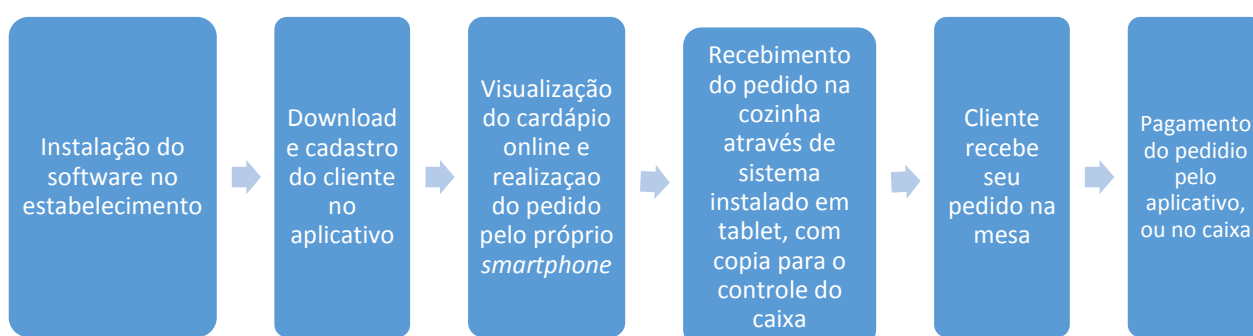 Instalação do
software no
estabelecimento
Download
e cadastro
do cliente
no
aplicativo
Visualização
do cardápio
online e
realizaçao
do pedido
pelo próprio
smartphone
Recebimento
do pedido na
cozinha
através de
sistema
instalado em
tablet, com
copia para o
controle do
caixa
Cliente
recebe
seu
pedido na
mesa
Pagamento
do pedidio
pelo
aplicativo,
ou no caixa